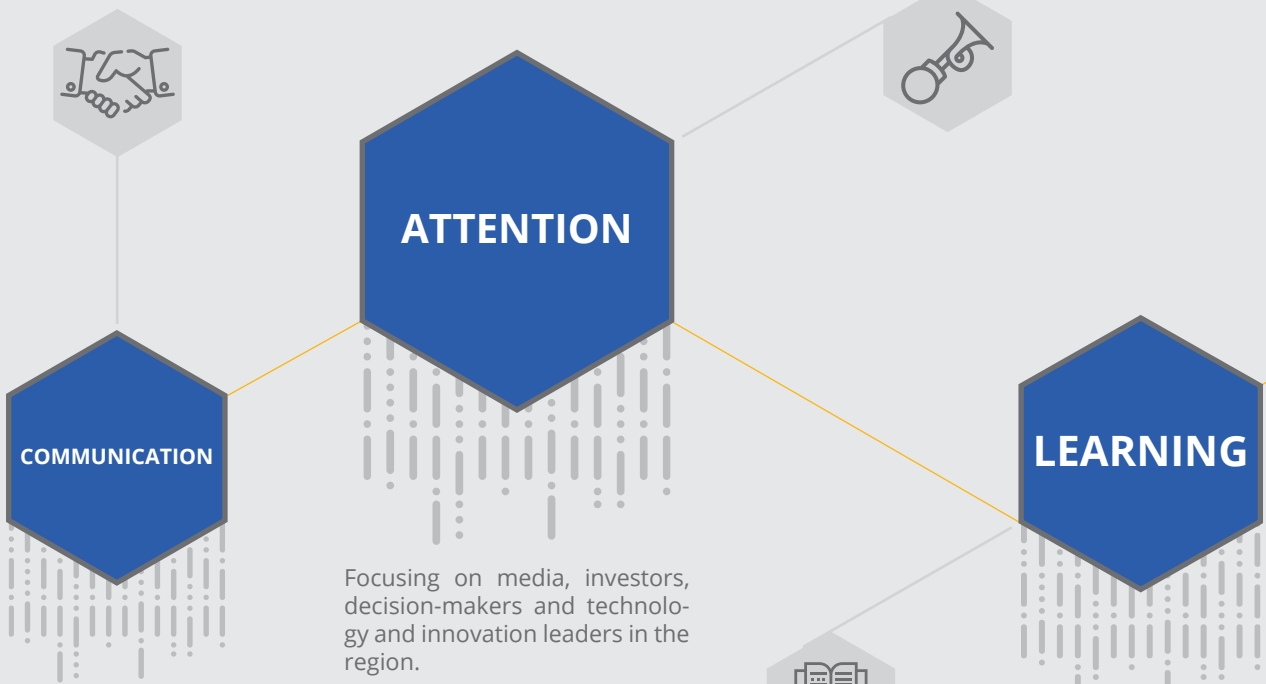 ATTENTION
COMMUNICATION
LEARNING
Focusing on media, investors,
decision-makers and technolo-
gy and innovation leaders in the
region.